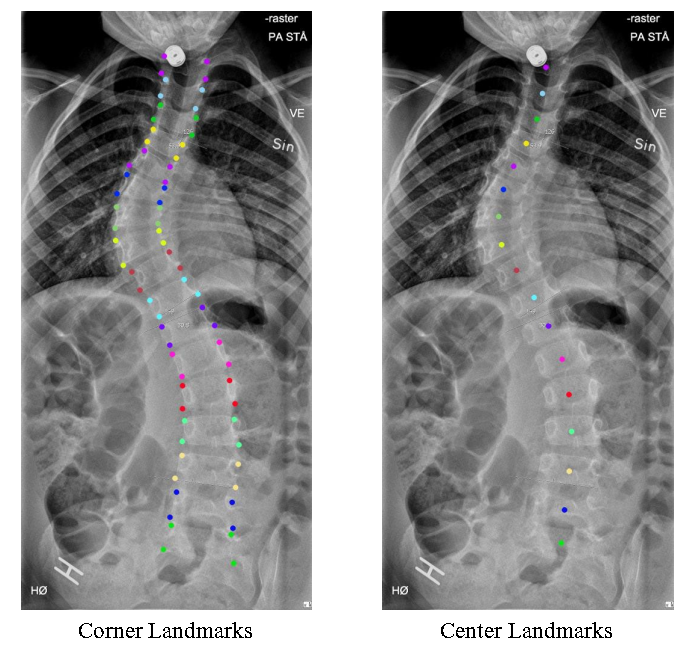 -raster
PA STÅ
VE
Sin
HØ
H
Corner Landmarks
-raster
PA STÅ
VE
Sin
HØ
H
Center Landmarks